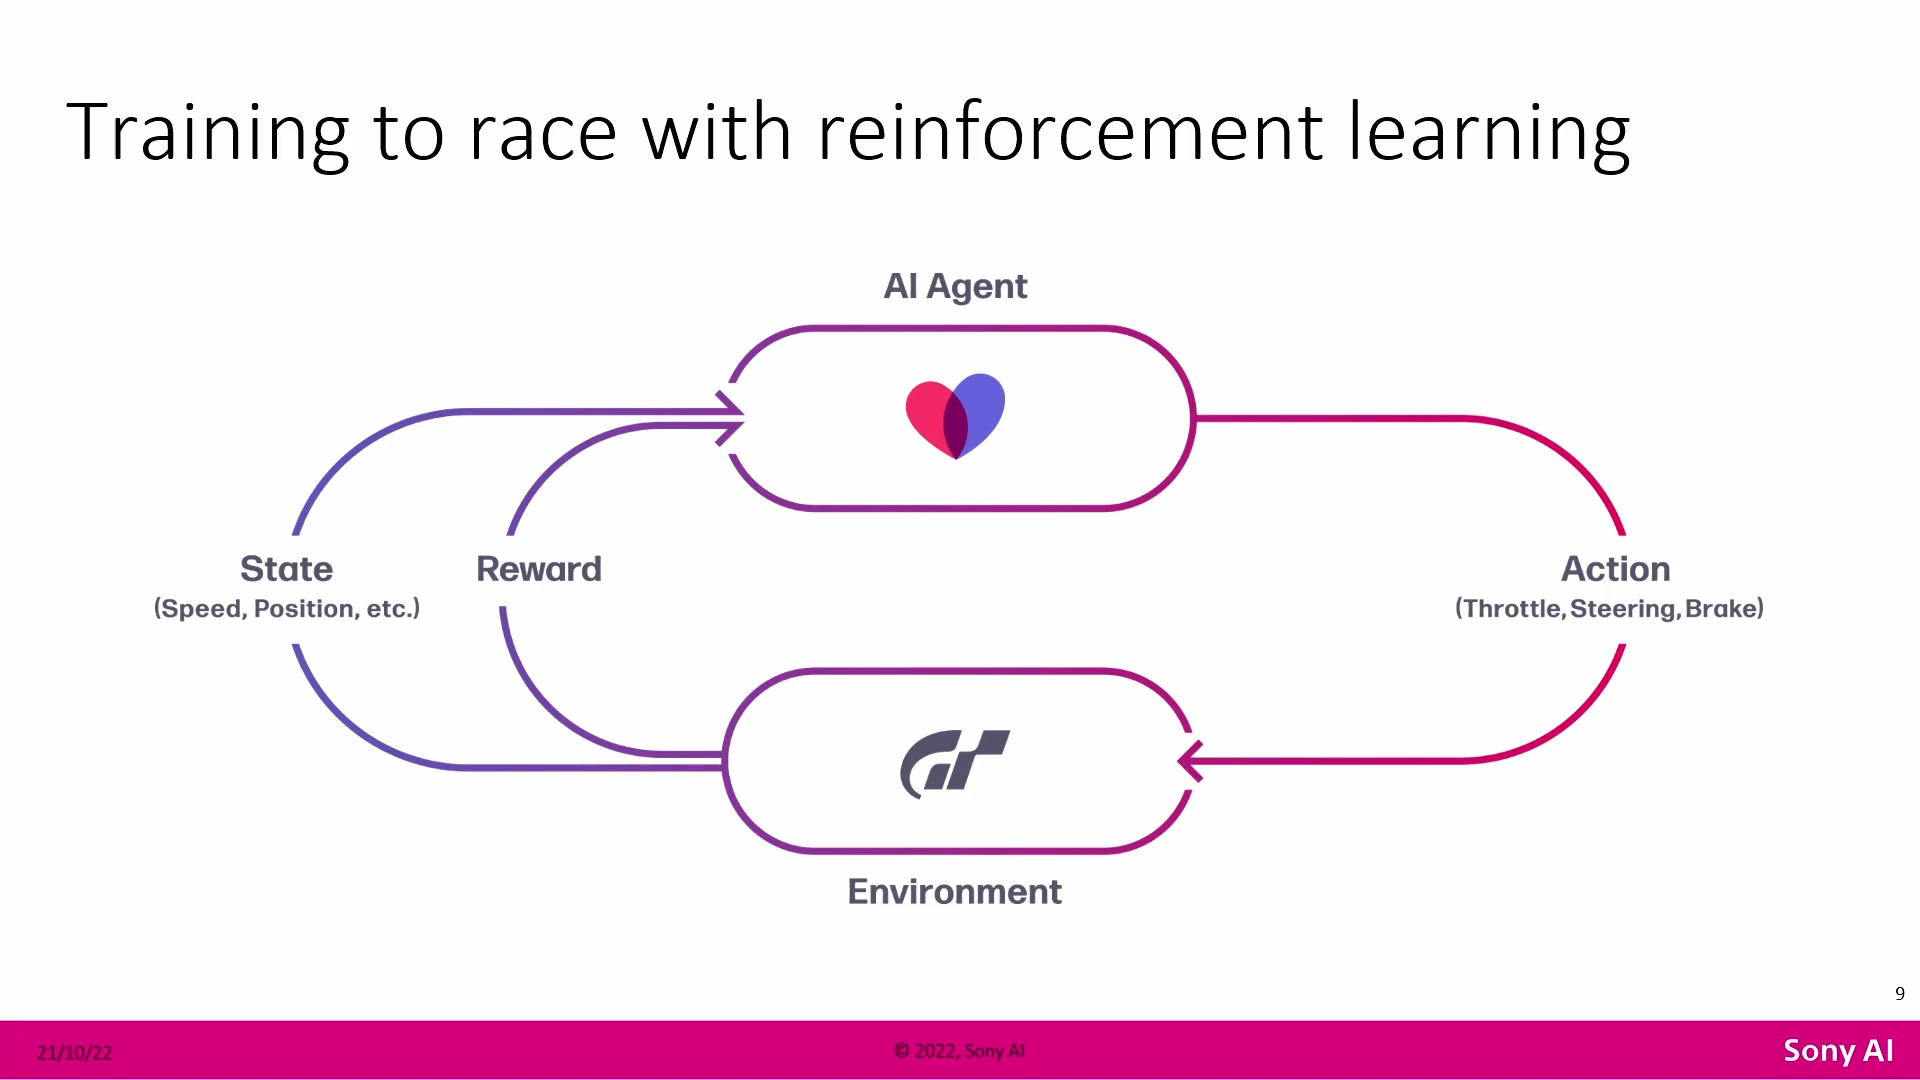 Training to race with reinforcement learning
AI Agent
State
(Speed, Position, etc.)
Reward
Action
(Throttle, Steering, Brake)
GT
Environment
9
21/10/22
© 2022, Sony AI
Sony AI